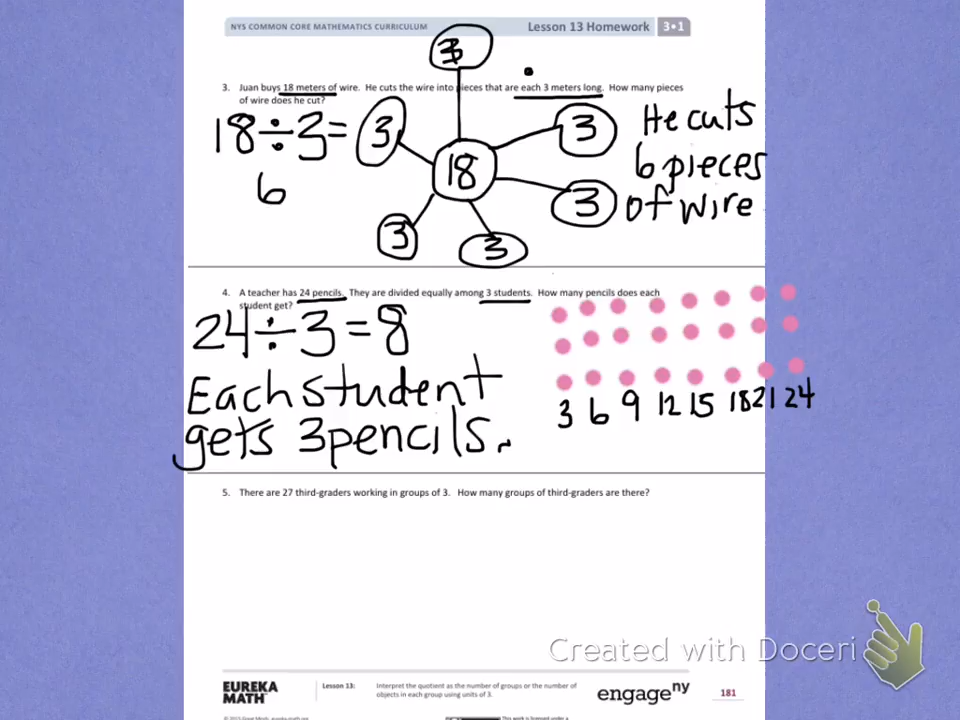 NYS COMMON CORE MATHEMATICS CURRICULUM Lesson 13 Homework 3•1
3
3. Juan buys 18 meters of wire. He cuts the wire into pieces that are each 3 meters long. How many pieces
of wire does he cut?
18÷3= 3 3 He cuts
6 18 6 pieces
3 of wire
3 3
4. A teacher has 24 pencils. They are divided equally among 3 students. How many pencils does each
student get?
24÷3=8
Each student
gets 3 pencils.
3 6 9 12 15 18 21 24
5. There are 27 third-graders working in groups of 3. How many groups of third-graders are there?
Created with Doceri
EUREKA
MATH™
Lesson 13: Interpret the quotient as the number of groups or the number of
objects in each group using units of 3.
engage ny
181